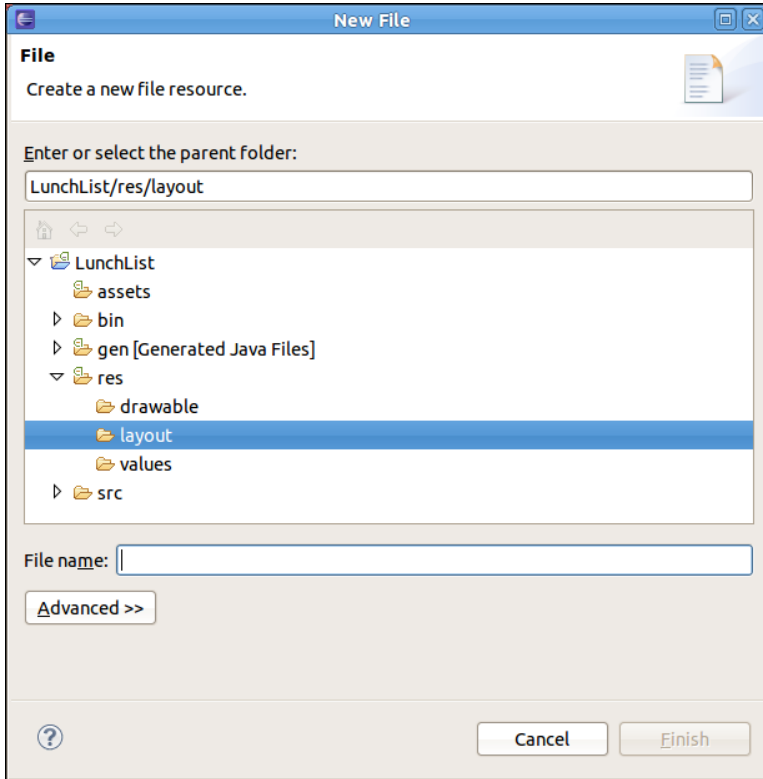 New File
File
Create a new file resource.
Enter or select the parent folder:
LunchList/res/layout
LunchList
assets
bin
gen [Generated Java Files]
res
drawable
layout
values
src
File name:
Advanced >>
Cancel
Finish